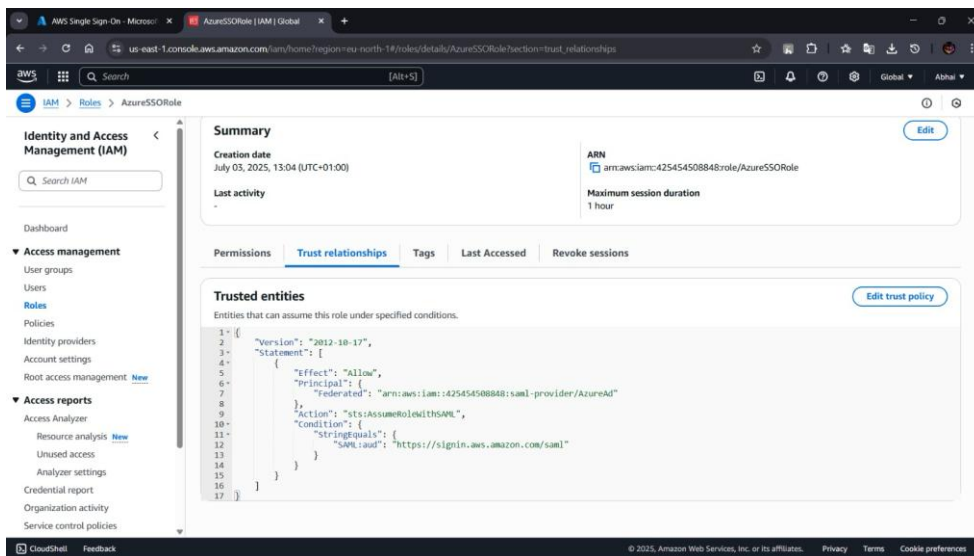 AWS Single Sign-On - Microsof
AzureSSORole | IAM | Global
us-east-1.console.aws.amazon.com/iam/home?region=eu-north-1#/roles/details/AzureSSORole?section=trust_relationships
aws
Search
[Alt+S]
Global
Abhai
IAM > Roles > AzureSSORole
Identity and Access Management (IAM)
Search IAM
Dashboard
Access management
User groups
Users
Roles
Policies
Identity providers
Account settings
Root access management New
Access reports
Access Analyzer
Resource analysis New
Unused access
Analyzer settings
Credential report
Organization activity
Service control policies
Summary
Edit
Creation date
July 03, 2025, 13:04 (UTC+01:00)
ARN
arn:aws:iam::425454508848:role/AzureSSORole
Last activity
-
Maximum session duration
1 hour
Permissions
Trust relationships
Tags
Last Accessed
Revoke sessions
Trusted entities
Edit trust policy
Entities that can assume this role under specified conditions.
1 {
2 "Version": "2012-10-17",
3 "Statement": [
4 {
5 "Effect": "Allow",
6 "Principal": {
7 "Federated": "arn:aws:iam::425454508848:saml-provider/AzureAd"
8 },
9 "Action": "sts:AssumeRoleWithSAML",
10 "Condition": {
11 "StringEquals": {
12 "SAML:aud": "https://signin.aws.amazon.com/saml"
13 }
14 }
15 }
16 ]
17 }
CloudShell
Feedback
© 2025, Amazon Web Services, Inc. or its affiliates.
Privacy
Terms
Cookie preferences